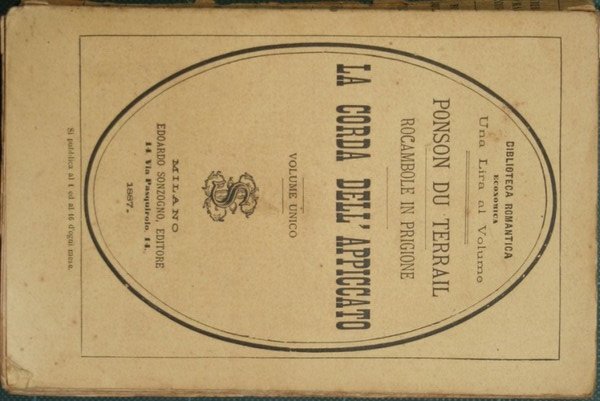 BIBLIOTECA ROMANTICA
ECONOMICA
Una Lira al Volume
PONSON DU TERRAIL
ROCAMBOLE IN PRIGIONE
LA CORDA DELL' APPICCATO
VOLUME UNICO
MILANO
EDOARDO SONZOGNO, EDITORE
14 Via Pasquirolo, 14.
1887.
Si pubblica al 1. ed al 16 d'ogni mese.